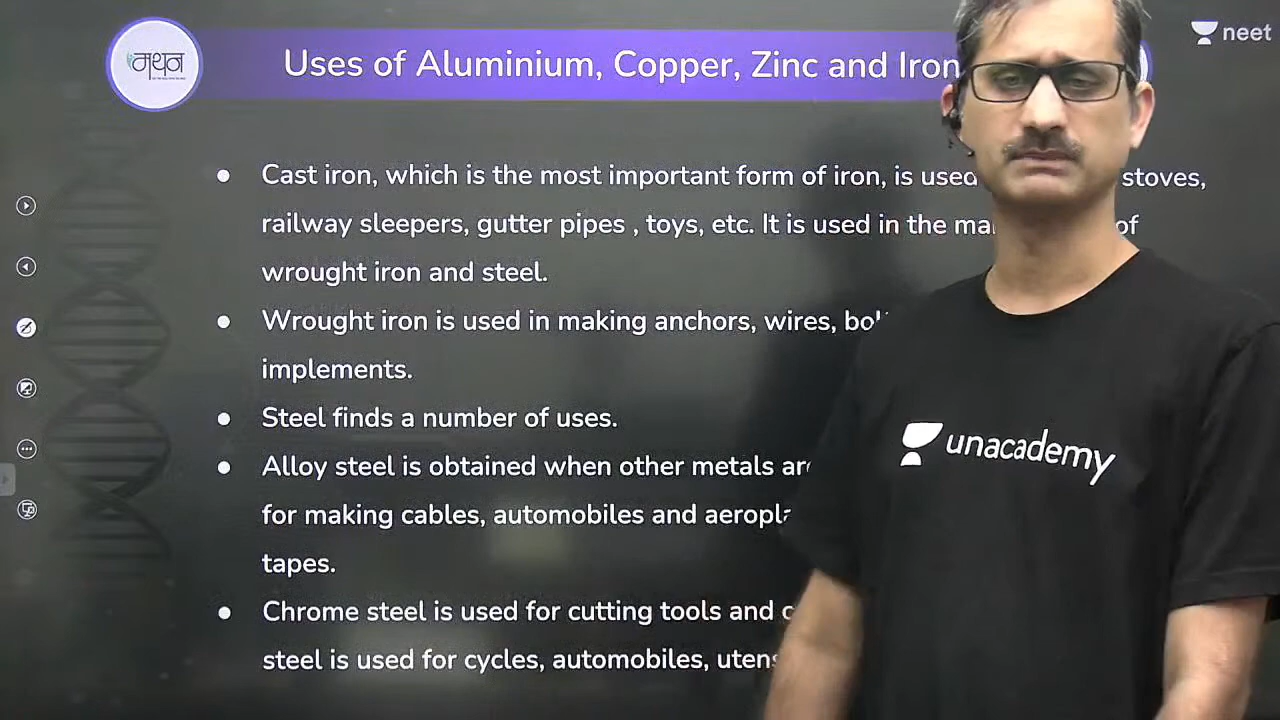 मंथन
neet
Uses of Aluminium, Copper, Zinc and Iron
Cast iron, which is the most important form of iron, is used stoves,
railway sleepers, gutter pipes , toys, etc. It is used in the of
wrought iron and steel.
Wrought iron is used in making anchors, wires,
implements.
Steel finds a number of uses.
Alloy steel is obtained when other metals
for making cables, automobiles and
tapes.
Chrome steel is used for cutting tools and
steel is used for cycles, automobiles,
unacademy